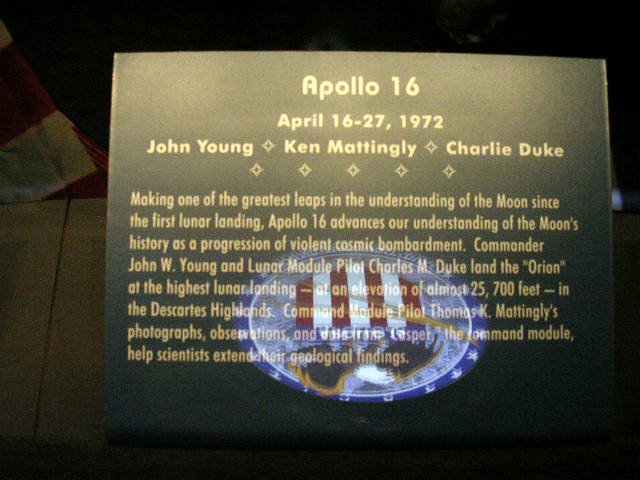 Apollo 16
April 16-27, 1972
John Young ✧ Ken Mattingly ✧ Charlie Duke
Making one of the greatest leaps in the understanding of the Moon since
the first lunar landing, Apollo 16 advances our understanding of the Moon's
history as a progression of violent cosmic bombardment. Commander
John W. Young and Lunar Module Pilot Charles M. Duke land the "Orion"
at the highest lunar landing — at an elevation of almost 25, 700 feet — in
the Descartes Highlands. Command Module Pilot Thomas K. Mattingly's
photographs, observations, and data from "Casper," the command module,
help scientists extend their geological findings.